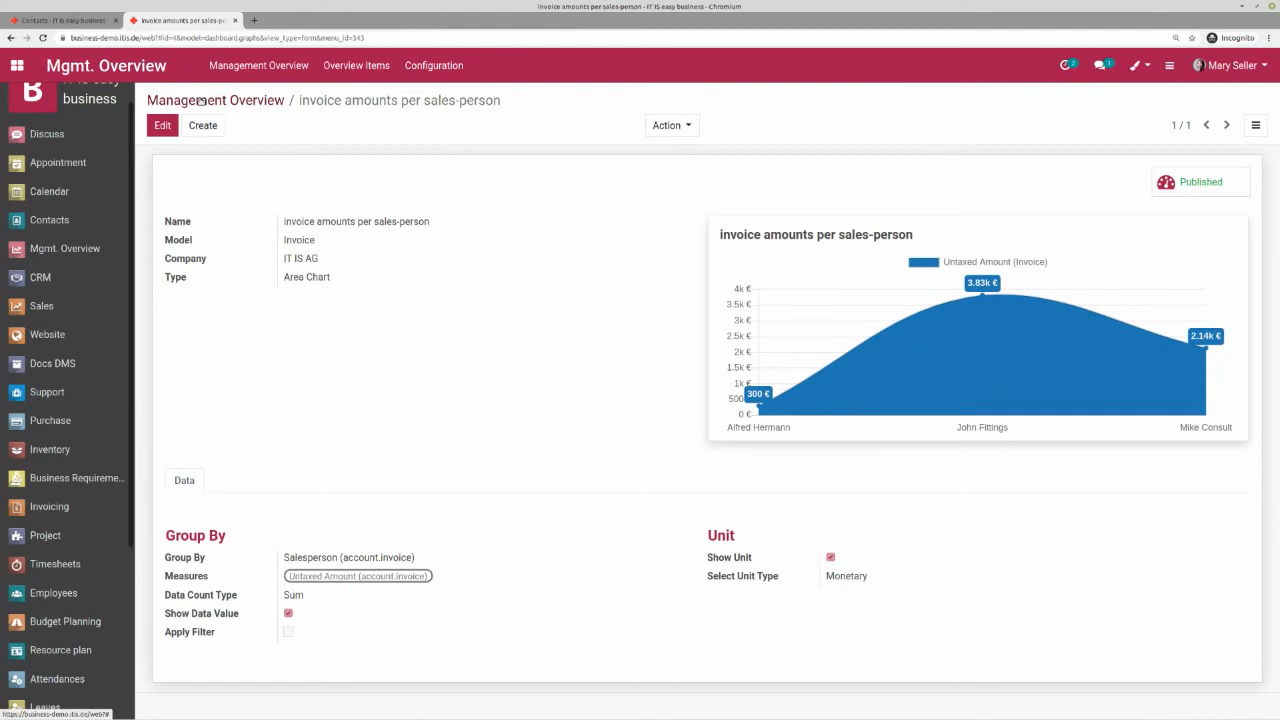 invoice amounts per sales-person - IT IS easy business - Chromium
Contacts - IT IS easy business
invoice amounts per sales-pe
business-demo.itis.de/web?#id=4&model=dashboard.graphs&view_type=form&menu_id=343
Incognito
Mgmt. Overview
Management Overview
Overview Items
Configuration
2
1
Mary Seller
B
IT IS easy
business
Discuss
Appointment
Calendar
Contacts
Mgmt. Overview
CRM
Sales
Website
Docs DMS
Support
Purchase
Inventory
Business Requireme...
Invoicing
Project
Timesheets
Employees
Budget Planning
Resource plan
Attendances
Leaves
https://business-demo.itis.de/web?#
Management Overview / invoice amounts per sales-person
Edit
Create
Action
1 / 1
Published
Name invoice amounts per sales-person
Model Invoice
Company IT IS AG
Type Area Chart
invoice amounts per sales-person
Untaxed Amount (Invoice)
4k €
3.5k €
3k €
2.5k €
2k €
1.5k €
1k €
500
0 €
300 €
3.83k €
2.14k €
Alfred Hermann
John Fittings
Mike Consult
Data
Group By
Group By Salesperson (account.invoice)
Measures Untaxed Amount (account.invoice)
Data Count Type Sum
Show Data Value
Apply Filter
Unit
Show Unit
Select Unit Type Monetary